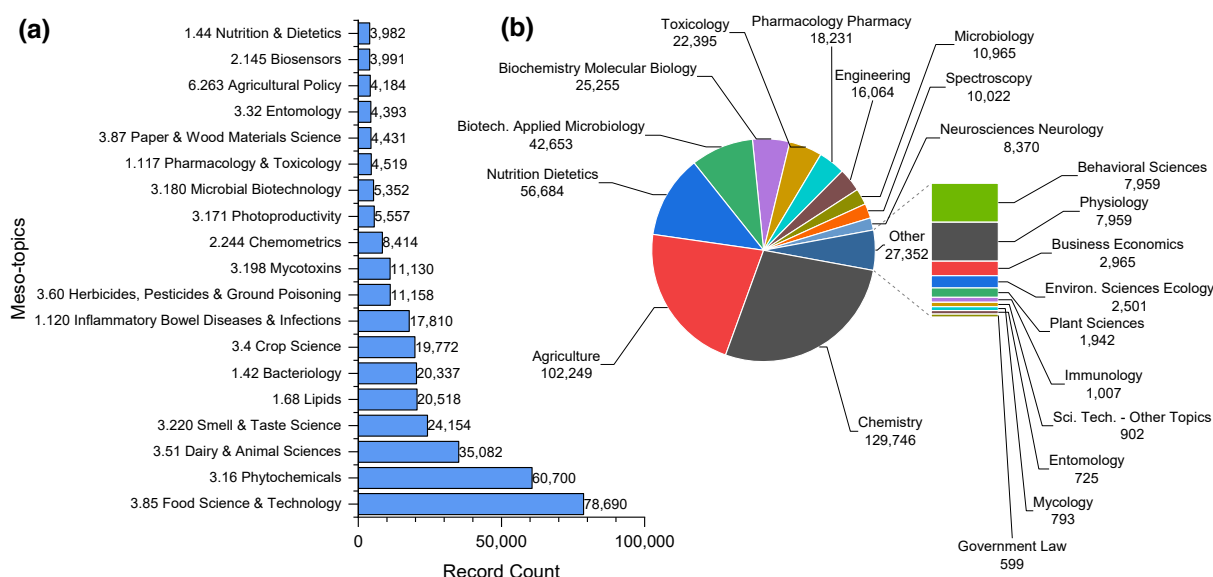 (a)
Meso-topics
1.44 Nutrition & Dietetics 3,982
2.145 Biosensors 3,991
6.263 Agricultural Policy 4,184
3.32 Entomology 4,393
3.87 Paper & Wood Materials Science 4,431
1.117 Pharmacology & Toxicology 4,519
3.180 Microbial Biotechnology 5,352
3.171 Photoproductivity 5,557
2.244 Chemometrics 8,414
3.198 Mycotoxins 11,130
3.60 Herbicides, Pesticides & Ground Poisoning 11,158
1.120 Inflammatory Bowel Diseases & Infections 17,810
3.4 Crop Science 19,772
1.42 Bacteriology 20,337
1.68 Lipids 20,518
3.220 Smell & Taste Science 24,154
3.51 Dairy & Animal Sciences 35,082
3.16 Phytochemicals 60,700
3.85 Food Science & Technology 78,690
0 50,000 100,000
Record Count
(b)
Toxicology
22,395
Pharmacology Pharmacy
18,231
Microbiology
10,965
Biochemistry Molecular Biology
25,255
Engineering
16,064
Spectroscopy
10,022
Biotech. Applied Microbiology
42,653
Neurosciences Neurology
8,370
Nutrition Dietetics
56,684
Behavioral Sciences
7,959
Physiology
7,959
Other
27,352
Business Economics
2,965
Environ. Sciences Ecology
2,501
Plant Sciences
1,942
Agriculture
102,249
Immunology
1,007
Chemistry
129,746
Sci. Tech. - Other Topics
902
Entomology
725
Mycology
793
Government Law
599